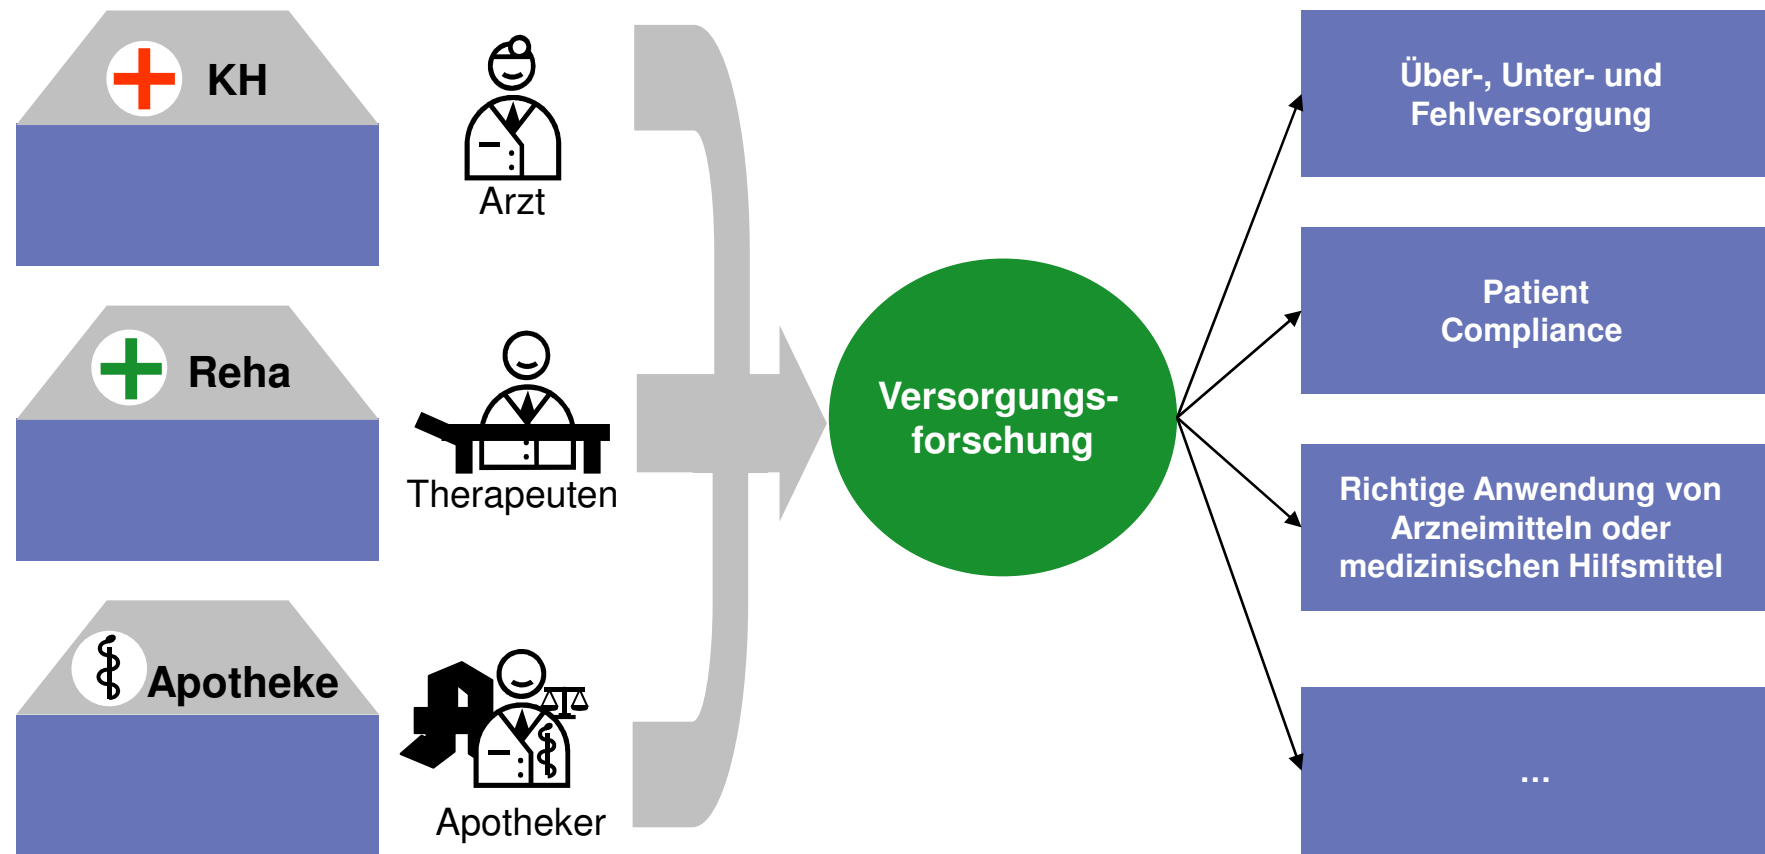 KH
Arzt
Reha
Therapeuten
Apotheke
Apotheker
Versorgungs-
forschung
Über-, Unter- und
Fehlversorgung
Patient
Compliance
Richtige Anwendung von
Arzneimitteln oder
medizinischen Hilfsmittel
...